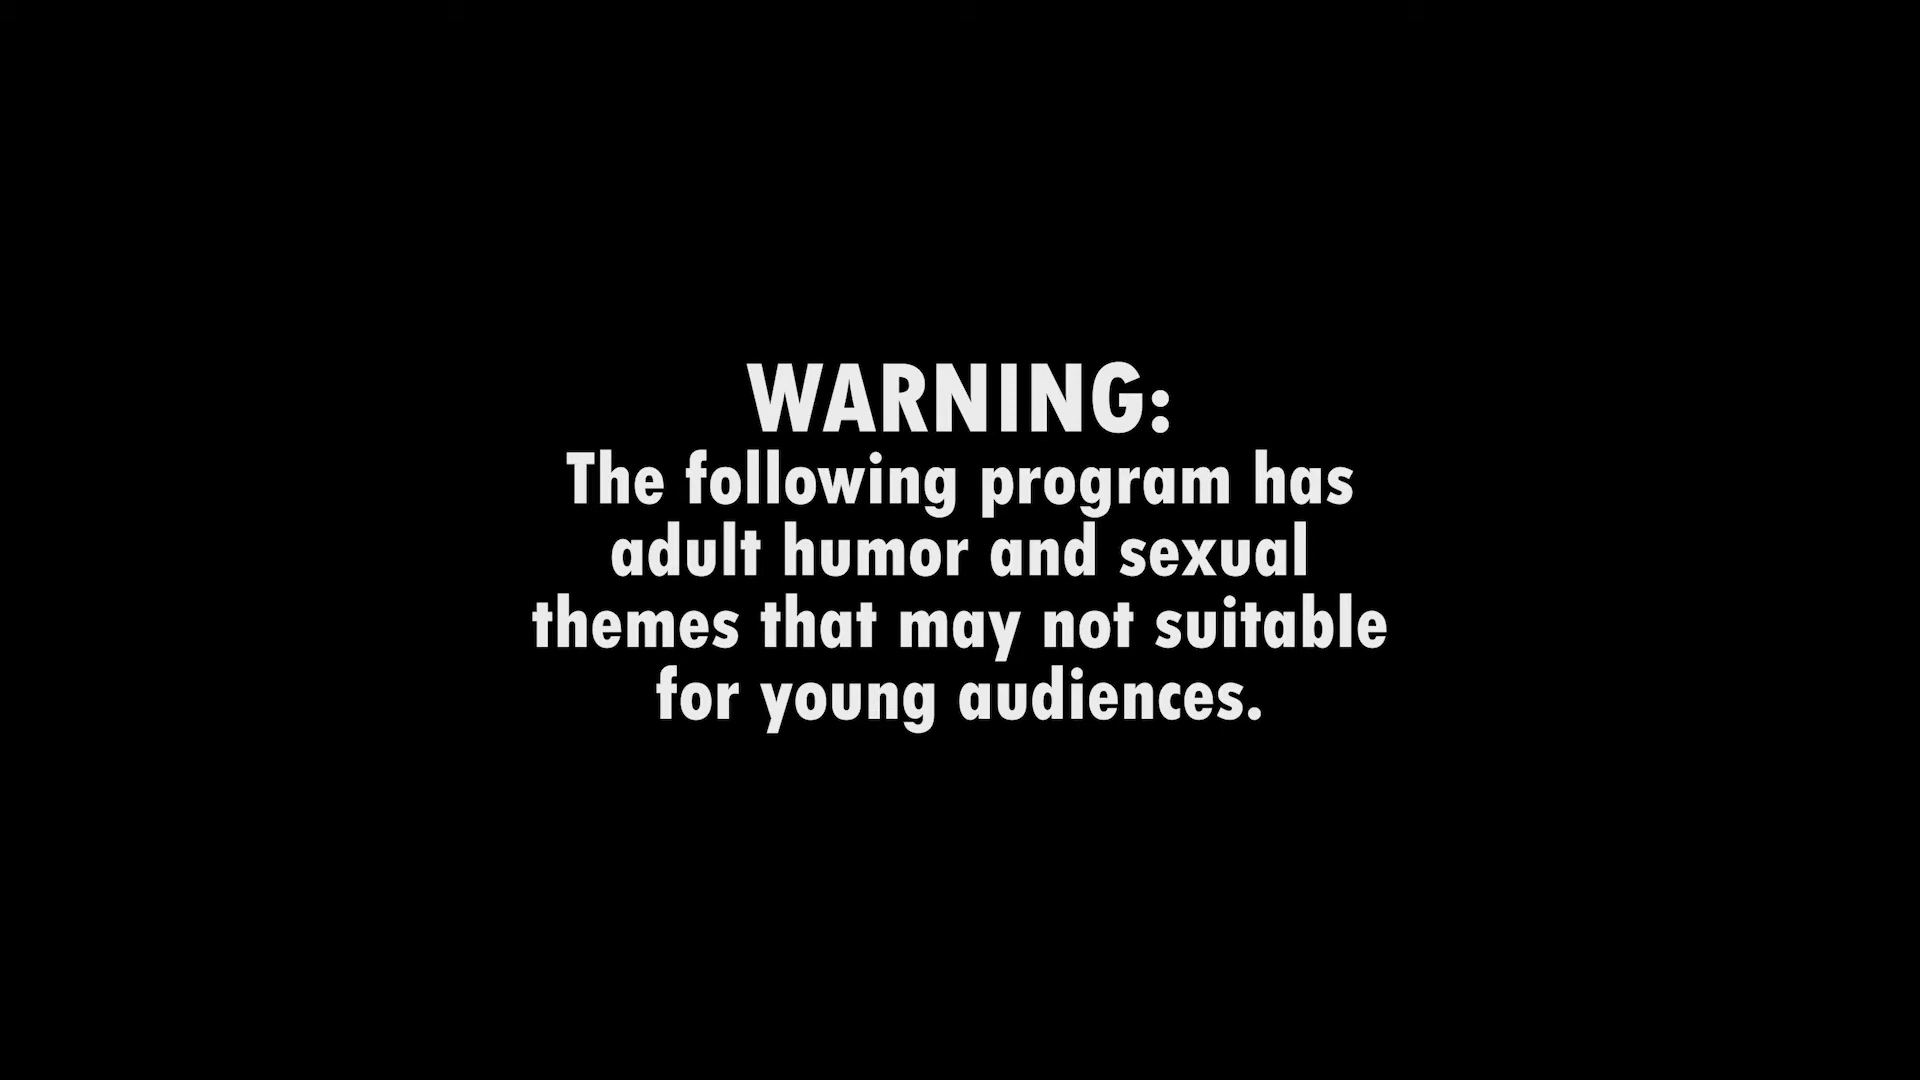 WARNING:
The following program has
adult humor and sexual
themes that may not suitable
for young audiences.